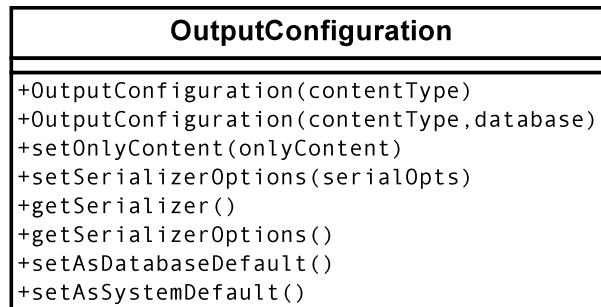 OutputConfiguration
+OutputConfiguration(contentType)
+OutputConfiguration(contentType,database)
+setOnlyContent(onlyContent)
+setSerializerOptions(serialOpts)
+getSerializer()
+getSerializerOptions()
+setAsDatabaseDefault()
+setAsSystemDefault()